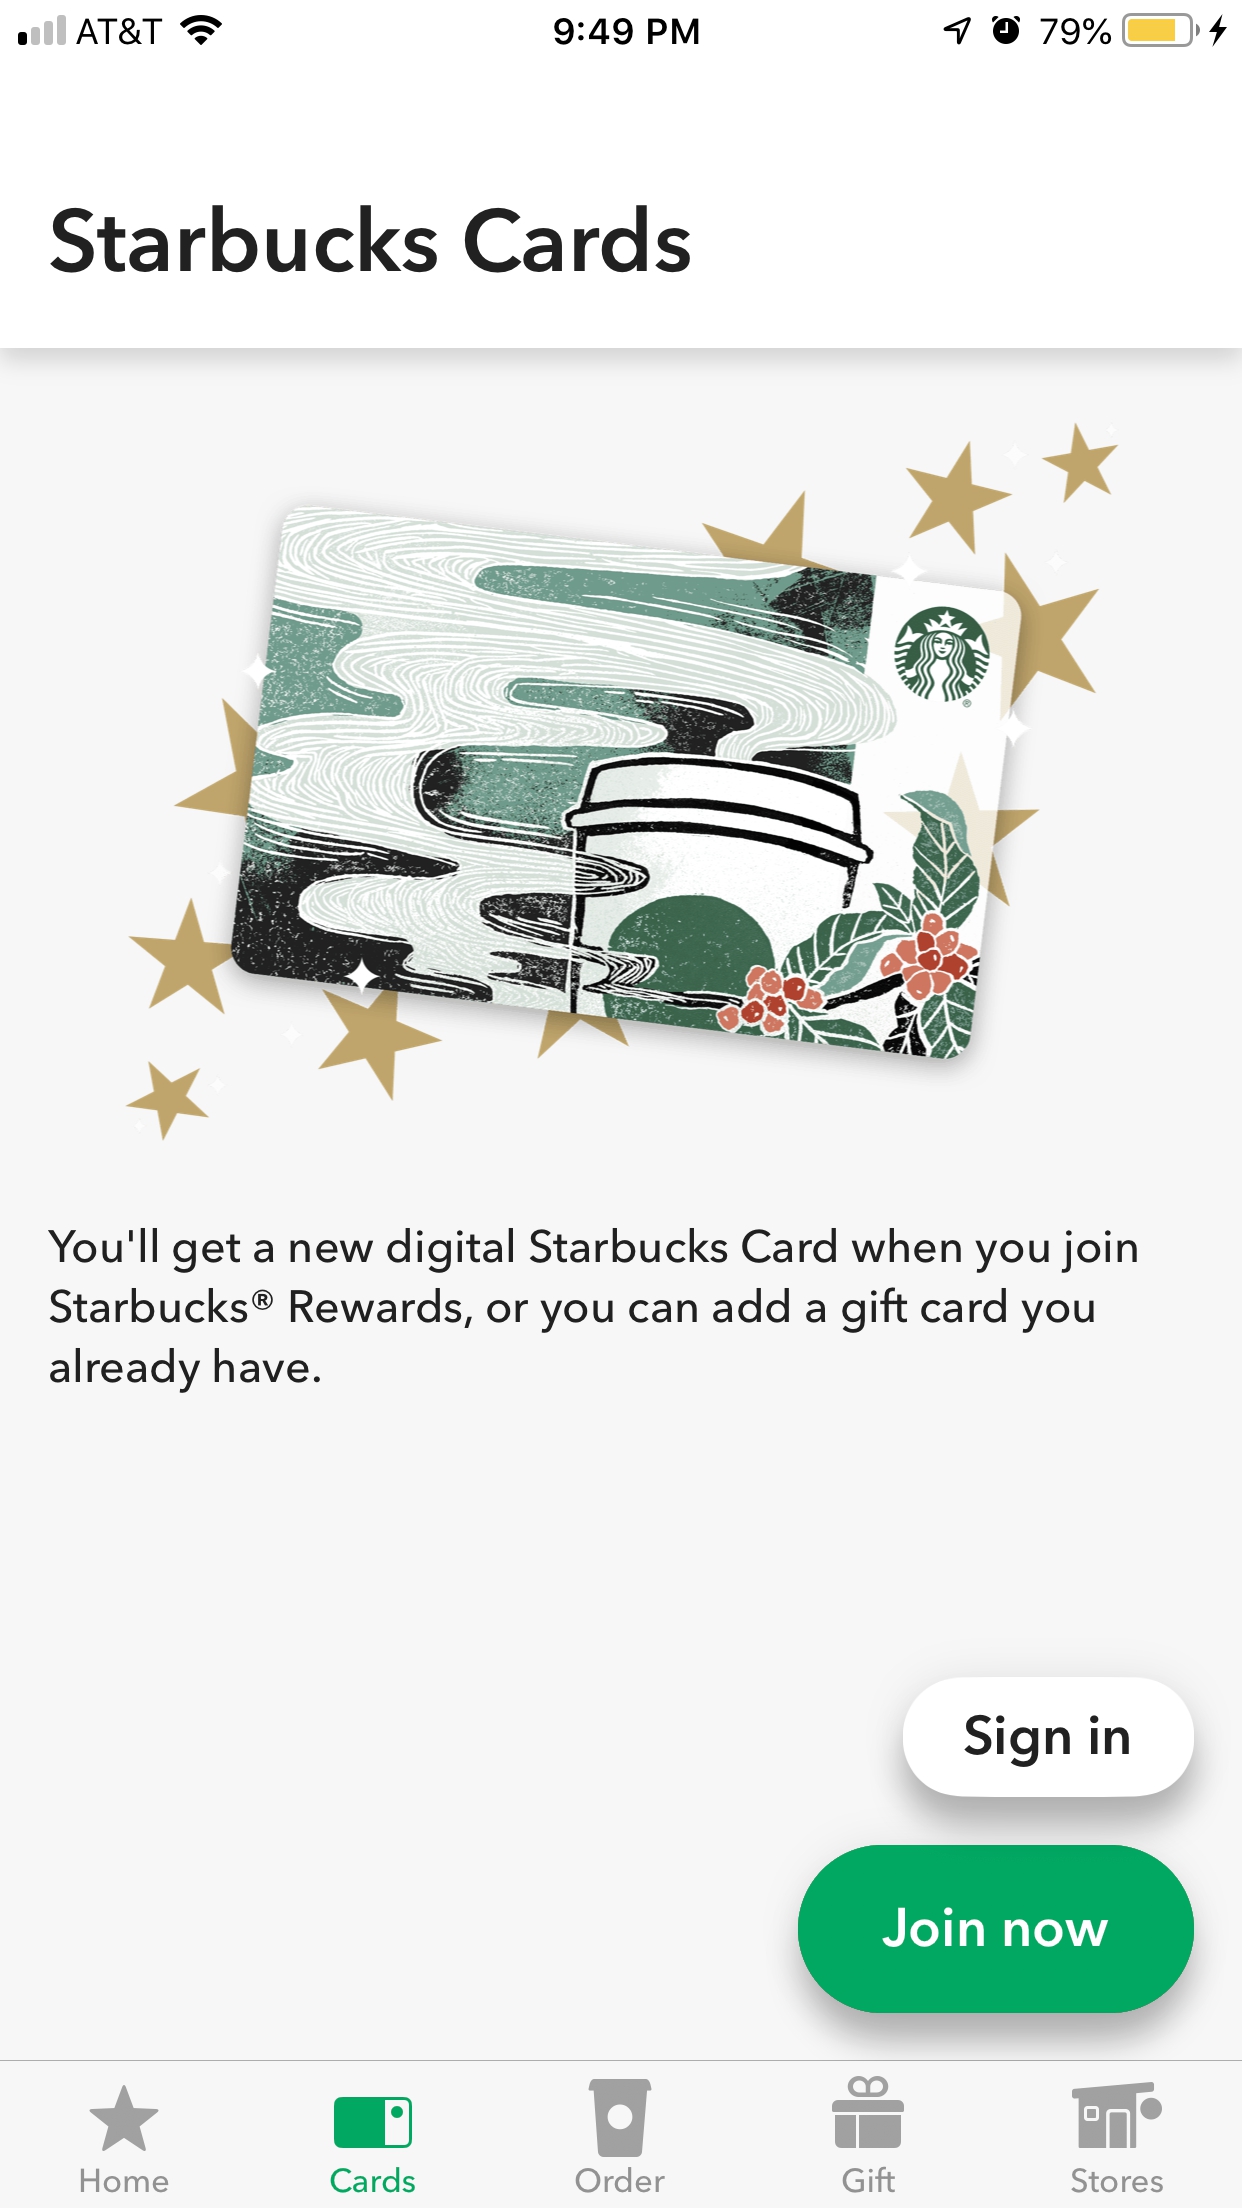 AT&T 9:49 PM 79%
Starbucks Cards
®
You'll get a new digital Starbucks Card when you join
Starbucks® Rewards, or you can add a gift card you
already have.
Sign in
Join now
Home Cards Order Gift Stores